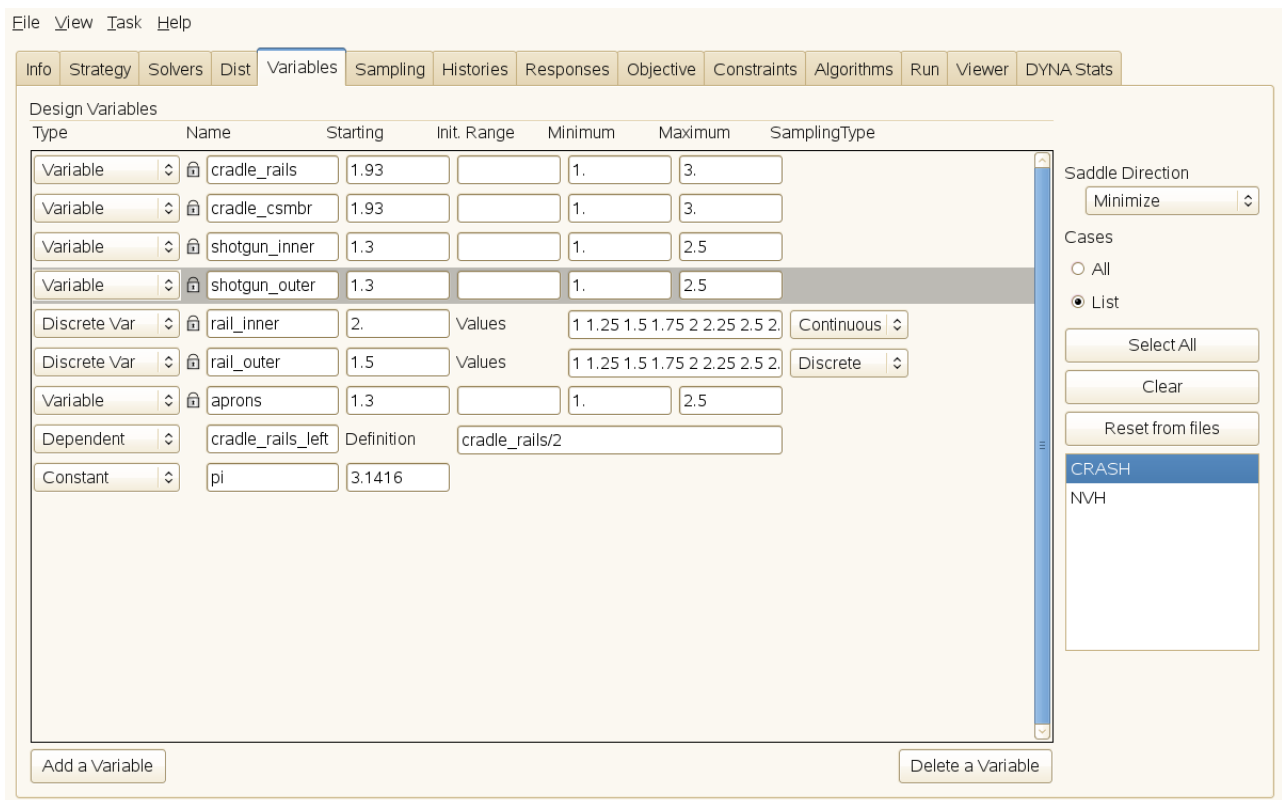 File View Task Help
Info Strategy Solvers Dist Variables Sampling Histories Responses Objective Constraints Algorithms Run Viewer DYNA Stats
Design Variables
Type Name Starting Init. Range Minimum Maximum SamplingType
Variable cradle_rails 1.93 1. 3.
Variable cradle_csmbr 1.93 1. 3.
Variable shotgun_inner 1.3 1. 2.5
Variable shotgun_outer 1.3 1. 2.5
Discrete Var rail_inner 2. Values 1 1.25 1.5 1.75 2 2.25 2.5 2. Continuous
Discrete Var rail_outer 1.5 Values 1 1.25 1.5 1.75 2 2.25 2.5 2. Discrete
Variable aprons 1.3 1. 2.5
Dependent cradle_rails_left Definition cradle_rails/2
Constant pi 3.1416
Add a Variable Delete a Variable
Saddle Direction
Minimize
Cases
All
List
Select All
Clear
Reset from files
CRASH
NVH